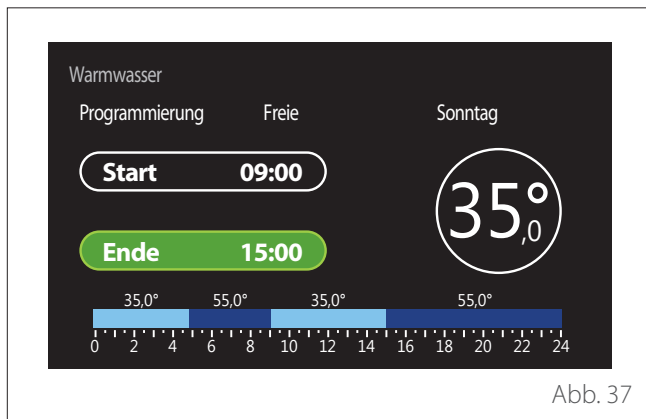 Warmwasser
Programmierung Freie Sonntag
Start 09:00
35,0°
Ende 15:00
35,0° 55,0° 35,0° 55,0°
0 2 4 6 8 10 12 14 16 18 20 22 24
Abb. 37